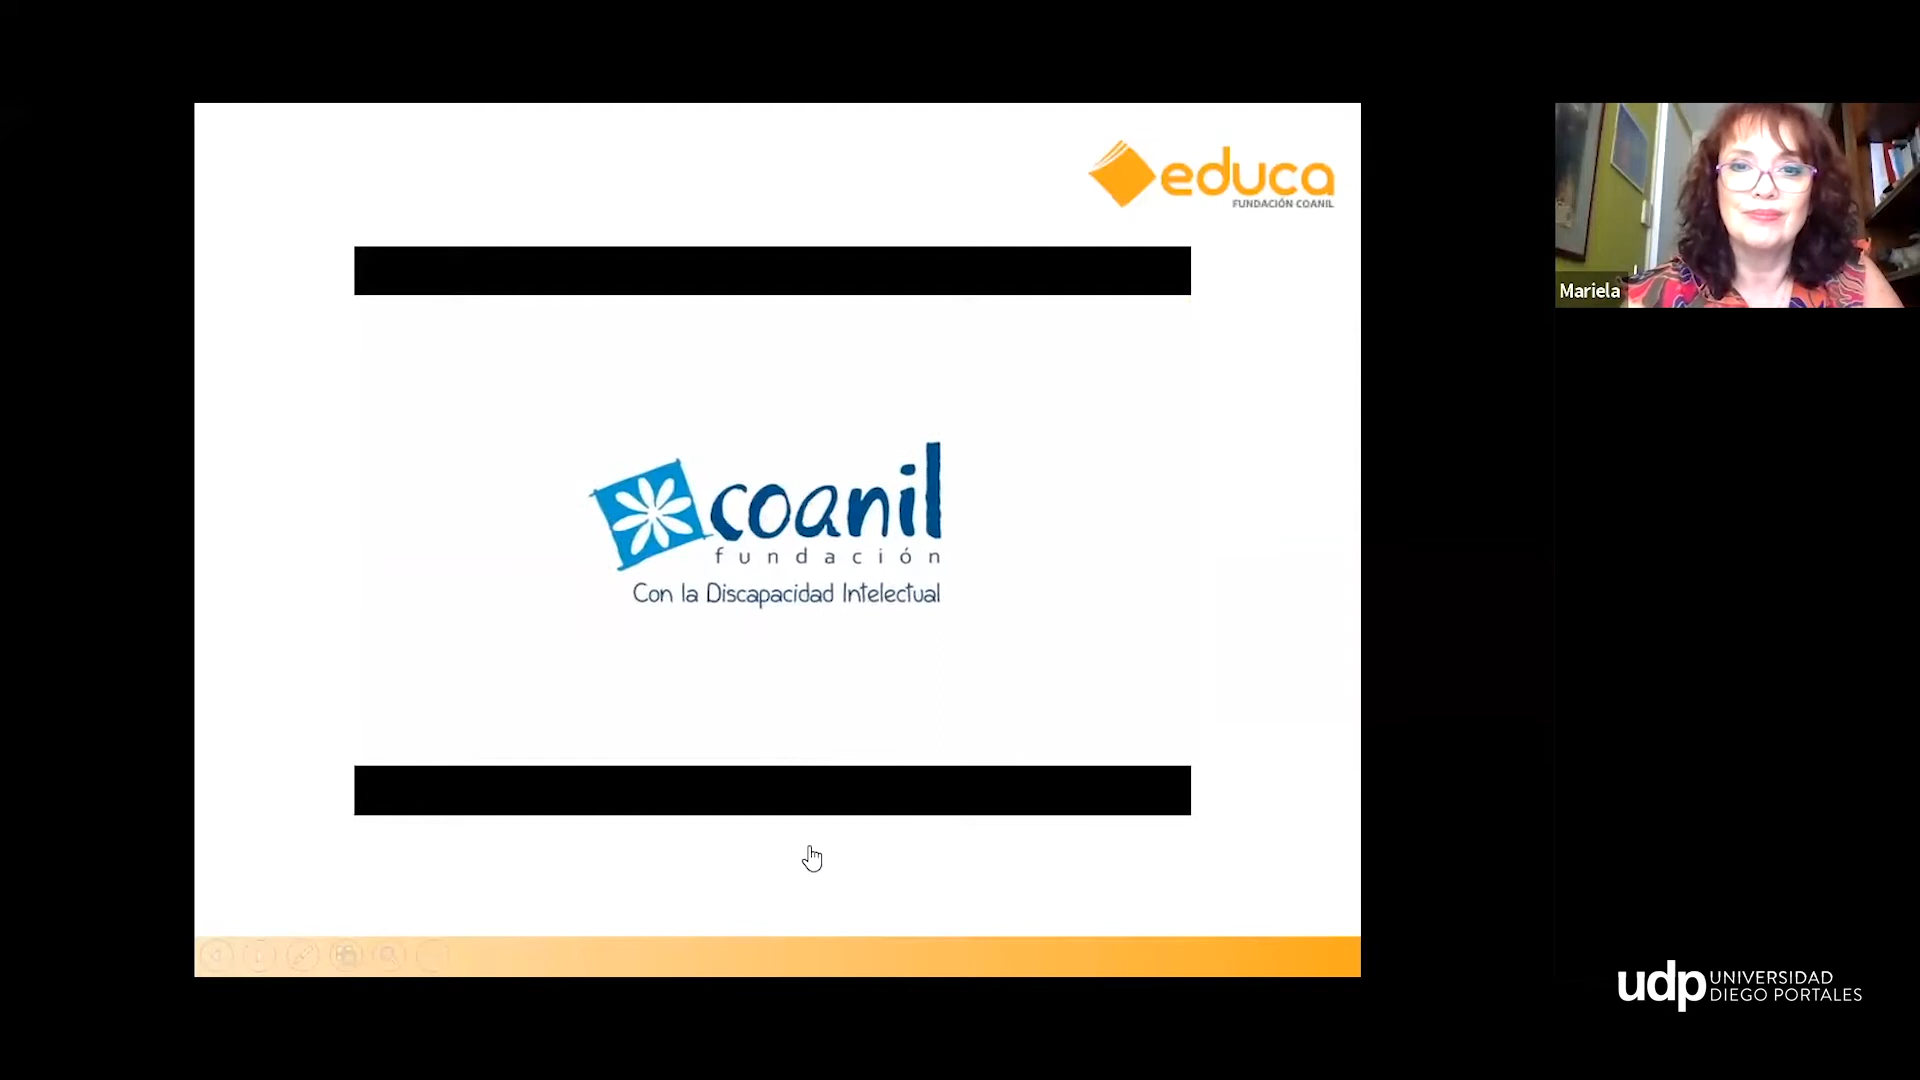 educa
FUNDACIÓN COANIL
coanil
fundación
Con la Discapacidad Intelectual
Mariela
udp UNIVERSIDAD
DIEGO PORTALES